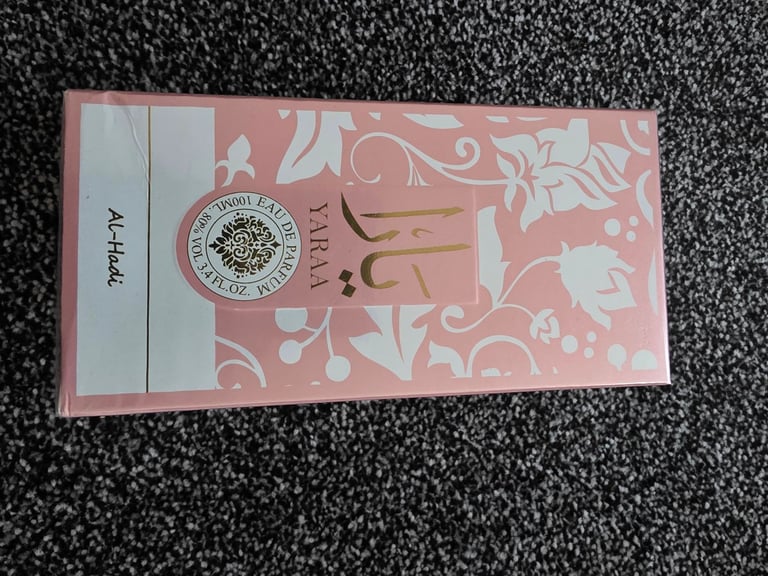 يارا
YARAA
EAU DE PARFUM
100ML. 80% VOL 3.4 FL.OZ.
Al-Hadi